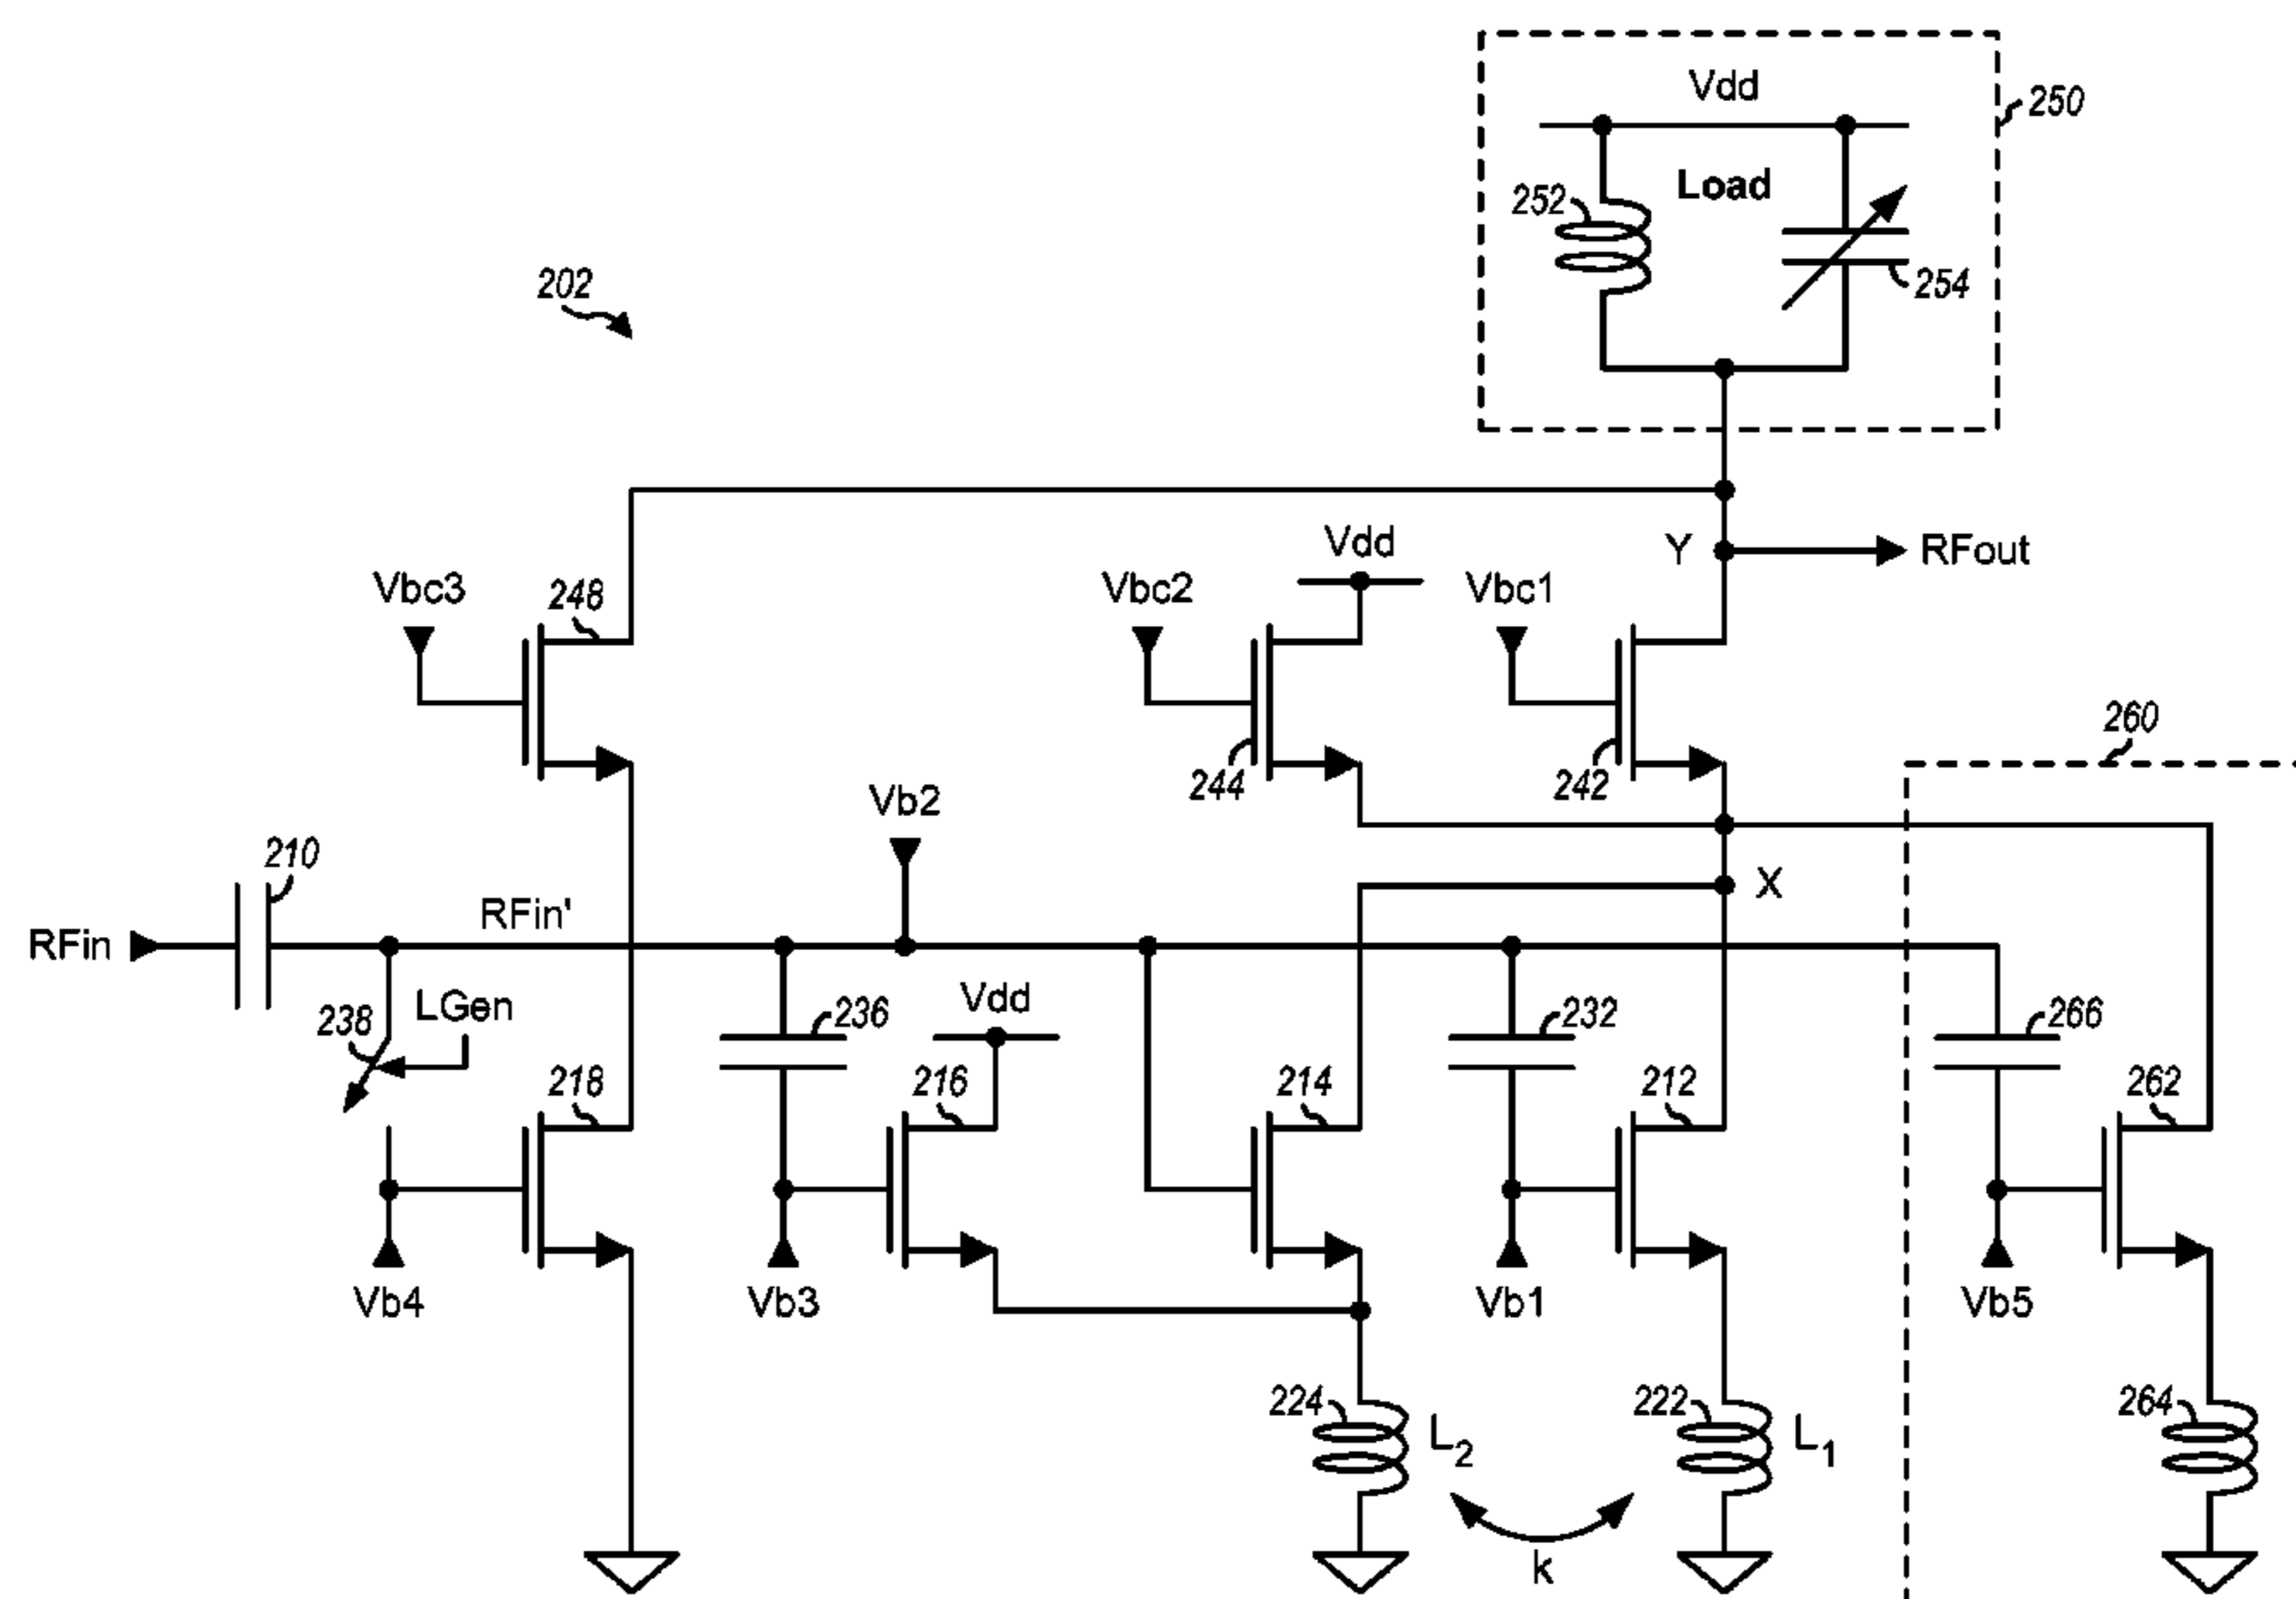 Vdd
250
Load
252
254
202
Vdd
Y
RFout
Vbc3
248
Vbc2
Vbc1
260
244
242
Vb2
210
X
RFin'
RFin
LGen
Vdd
238
236
232
266
218
216
214
212
262
Vb4
Vb3
Vb1
Vb5
224
L2
222
L1
264
k